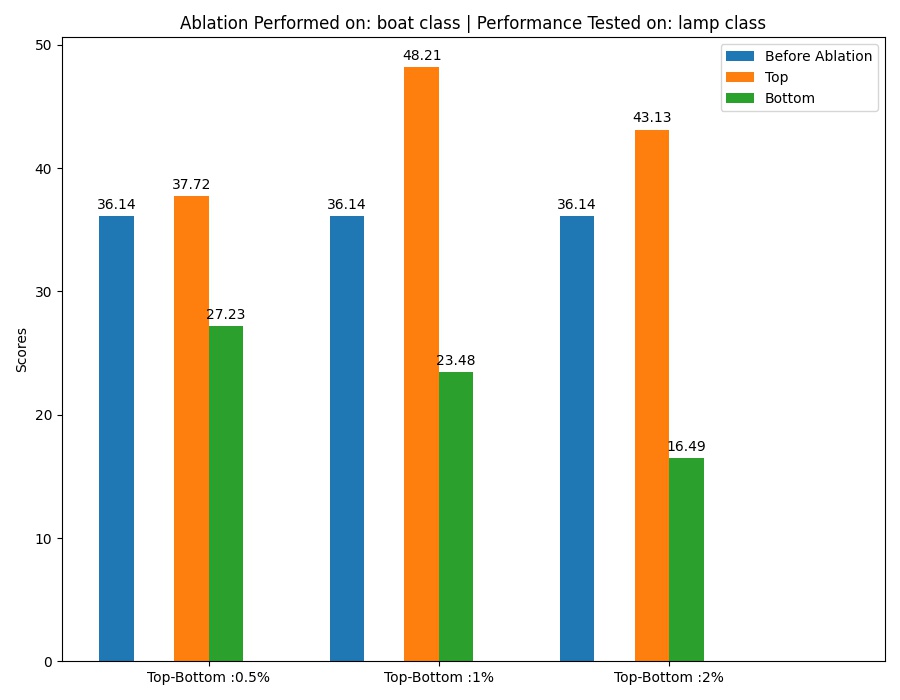 Ablation Performed on: boat class | Performance Tested on: lamp class
Before Ablation
Top
Bottom
Scores
50
40
30
20
10
0
36.14
37.72
27.23
36.14
48.21
23.48
36.14
43.13
16.49
Top-Bottom :0.5%
Top-Bottom :1%
Top-Bottom :2%